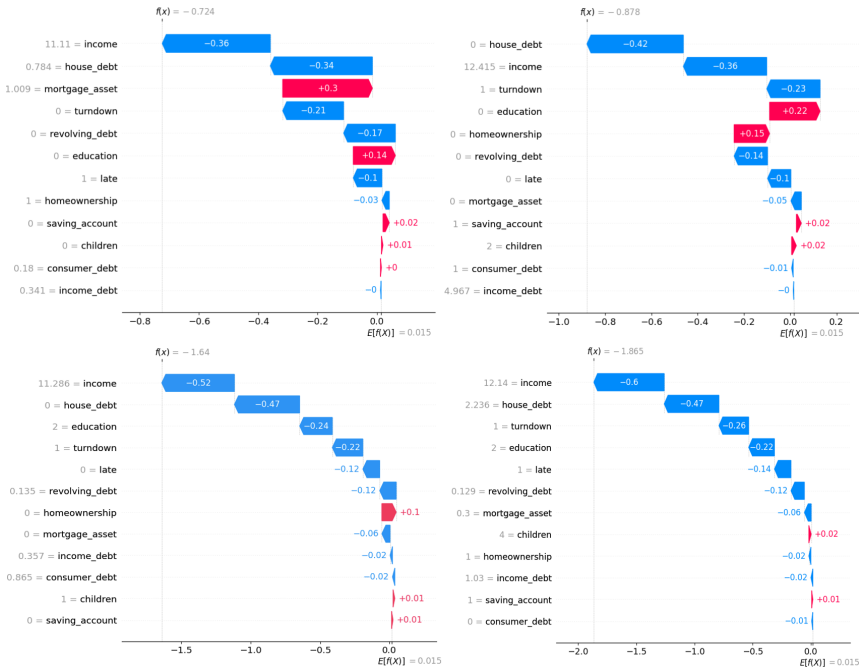 f(x) = −0.724
11.11 = income −0.36
0.784 = house_debt −0.34
1.009 = mortgage_asset +0.3
0 = turndown −0.21
0 = revolving_debt −0.17
0 = education +0.14
1 = late −0.1
1 = homeownership −0.03
0 = saving_account +0.02
0 = children +0.01
0.18 = consumer_debt +0
0.341 = income_debt −0
−0.8 −0.6 −0.4 −0.2 0.0
E[f(X)] = 0.015
f(x) = −0.878
0 = house_debt −0.42
12.415 = income −0.36
1 = turndown −0.23
0 = education +0.22
0 = homeownership +0.15
0 = revolving_debt −0.14
0 = late −0.1
0 = mortgage_asset −0.05
1 = saving_account +0.02
2 = children +0.02
1 = consumer_debt −0.01
4.967 = income_debt −0
−1.0 −0.8 −0.6 −0.4 −0.2 0.0 0.2
E[f(X)] = 0.015
f(x) = −1.64
11.286 = income −0.52
0 = house_debt −0.47
2 = education −0.24
1 = turndown −0.22
0 = late −0.12
0.135 = revolving_debt −0.12
0 = homeownership +0.1
0 = mortgage_asset −0.06
0.357 = income_debt −0.02
0.865 = consumer_debt −0.02
1 = children +0.01
0 = saving_account +0.01
−1.5 −1.0 −0.5 0.0
E[f(X)] = 0.015
f(x) = −1.865
12.14 = income −0.6
2.236 = house_debt −0.47
1 = turndown −0.26
2 = education −0.22
1 = late −0.14
0.129 = revolving_debt −0.12
0.3 = mortgage_asset −0.06
4 = children +0.02
1 = homeownership −0.02
1.03 = income_debt −0.02
1 = saving_account +0.01
0 = consumer_debt −0.01
−2.0 −1.5 −1.0 −0.5 0.0
E[f(X)] = 0.015